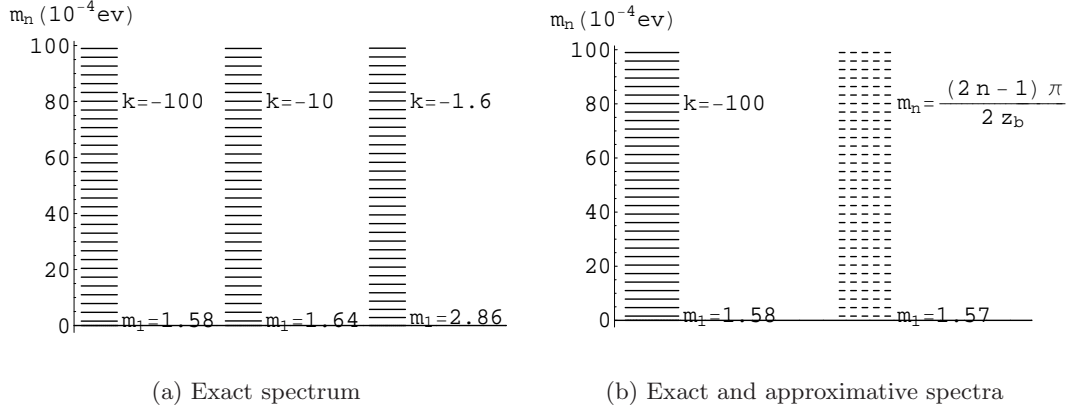 m_n(10^-4 ev)
100
80
60
40
20
0
k=-100
k=-10
k=-1.6
m_1=1.58
m_1=1.64
m_1=2.86
(a) Exact spectrum
m_n(10^-4 ev)
100
80
60
40
20
0
k=-100
m_n= (2 n - 1) π / 2 z_b
m_1=1.58
m_1=1.57
(b) Exact and approximative spectra